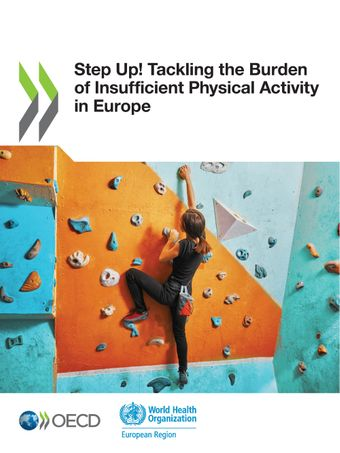 Step Up! Tackling the Burden
of Insufficient Physical Activity
in Europe
OECD
World Health
Organization
European Region